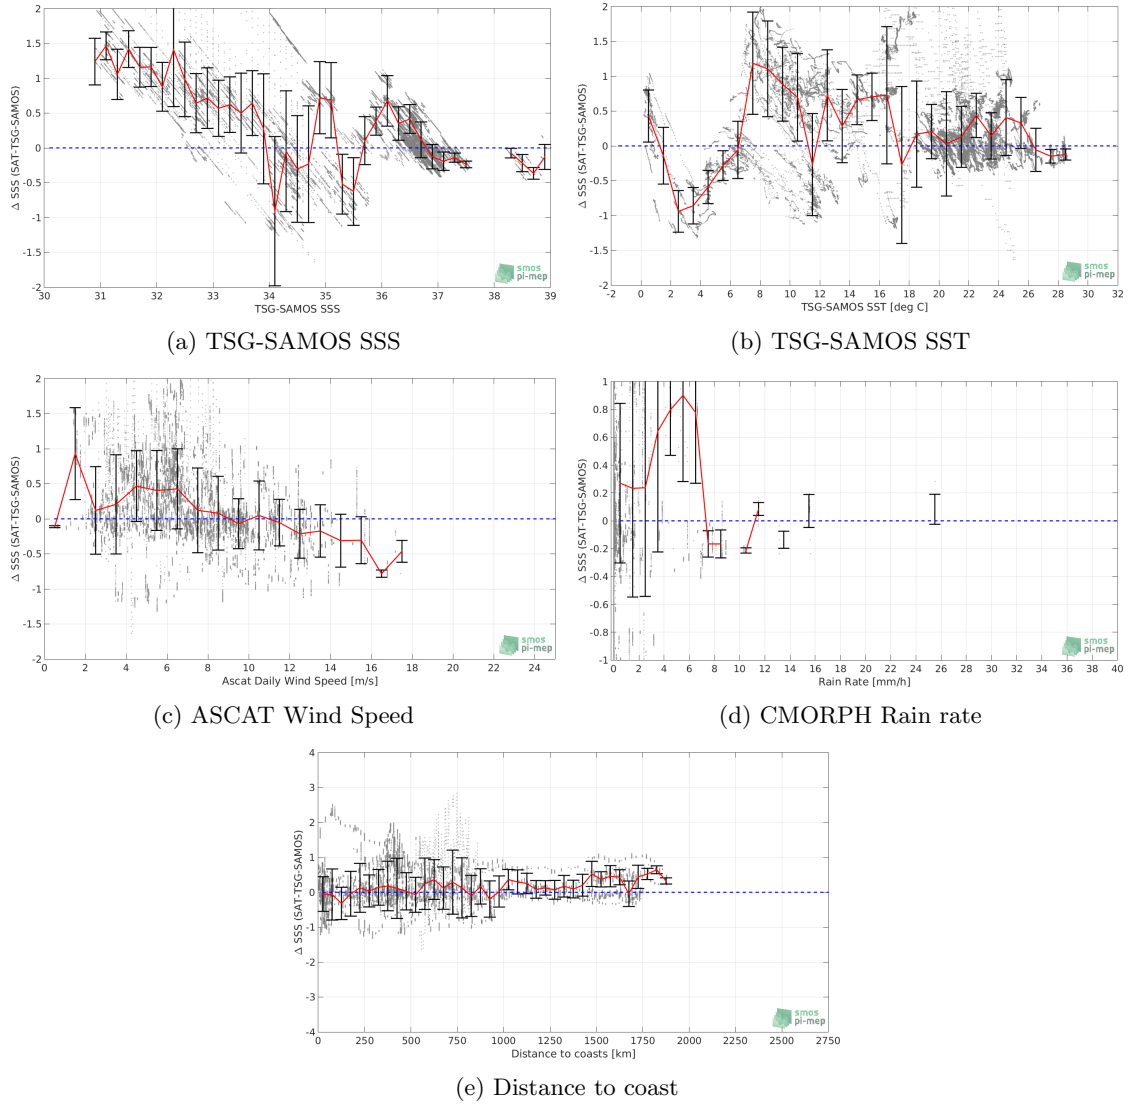 2
1.5
1
0.5
0
-0.5
-1
-1.5
-2
Δ SSS (SAT-TSG-SAMOS)
30 31 32 33 34 35 36 37 38 39
TSG-SAMOS SSS
smos
pi-mep
(a) TSG-SAMOS SSS
2
1.5
1
0.5
0
-0.5
-1
-1.5
-2
Δ SSS (SAT-TSG-SAMOS)
-2 0 2 4 6 8 10 12 14 16 18 20 22 24 26 28 30 32
TSG-SAMOS SST [deg C]
smos
pi-mep
(b) TSG-SAMOS SST
2
1.5
1
0.5
0
-0.5
-1
-1.5
-2
Δ SSS (SAT-TSG-SAMOS)
0 2 4 6 8 10 12 14 16 18 20 22 24
Ascat Daily Wind Speed [m/s]
smos
pi-mep
(c) ASCAT Wind Speed
1
0.8
0.6
0.4
0.2
0
-0.2
-0.4
-0.6
-0.8
-1
Δ SSS (SAT-TSG-SAMOS)
0 2 4 6 8 10 12 14 16 18 20 22 24 26 28 30 32 34 36 38 40
Rain Rate [mm/h]
smos
pi-mep
(d) CMORPH Rain rate
4
3
2
1
0
-1
-2
-3
-4
Δ SSS (SAT-TSG-SAMOS)
0 250 500 750 1000 1250 1500 1750 2000 2250 2500 2750
Distance to coasts [km]
smos
pi-mep
(e) Distance to coast